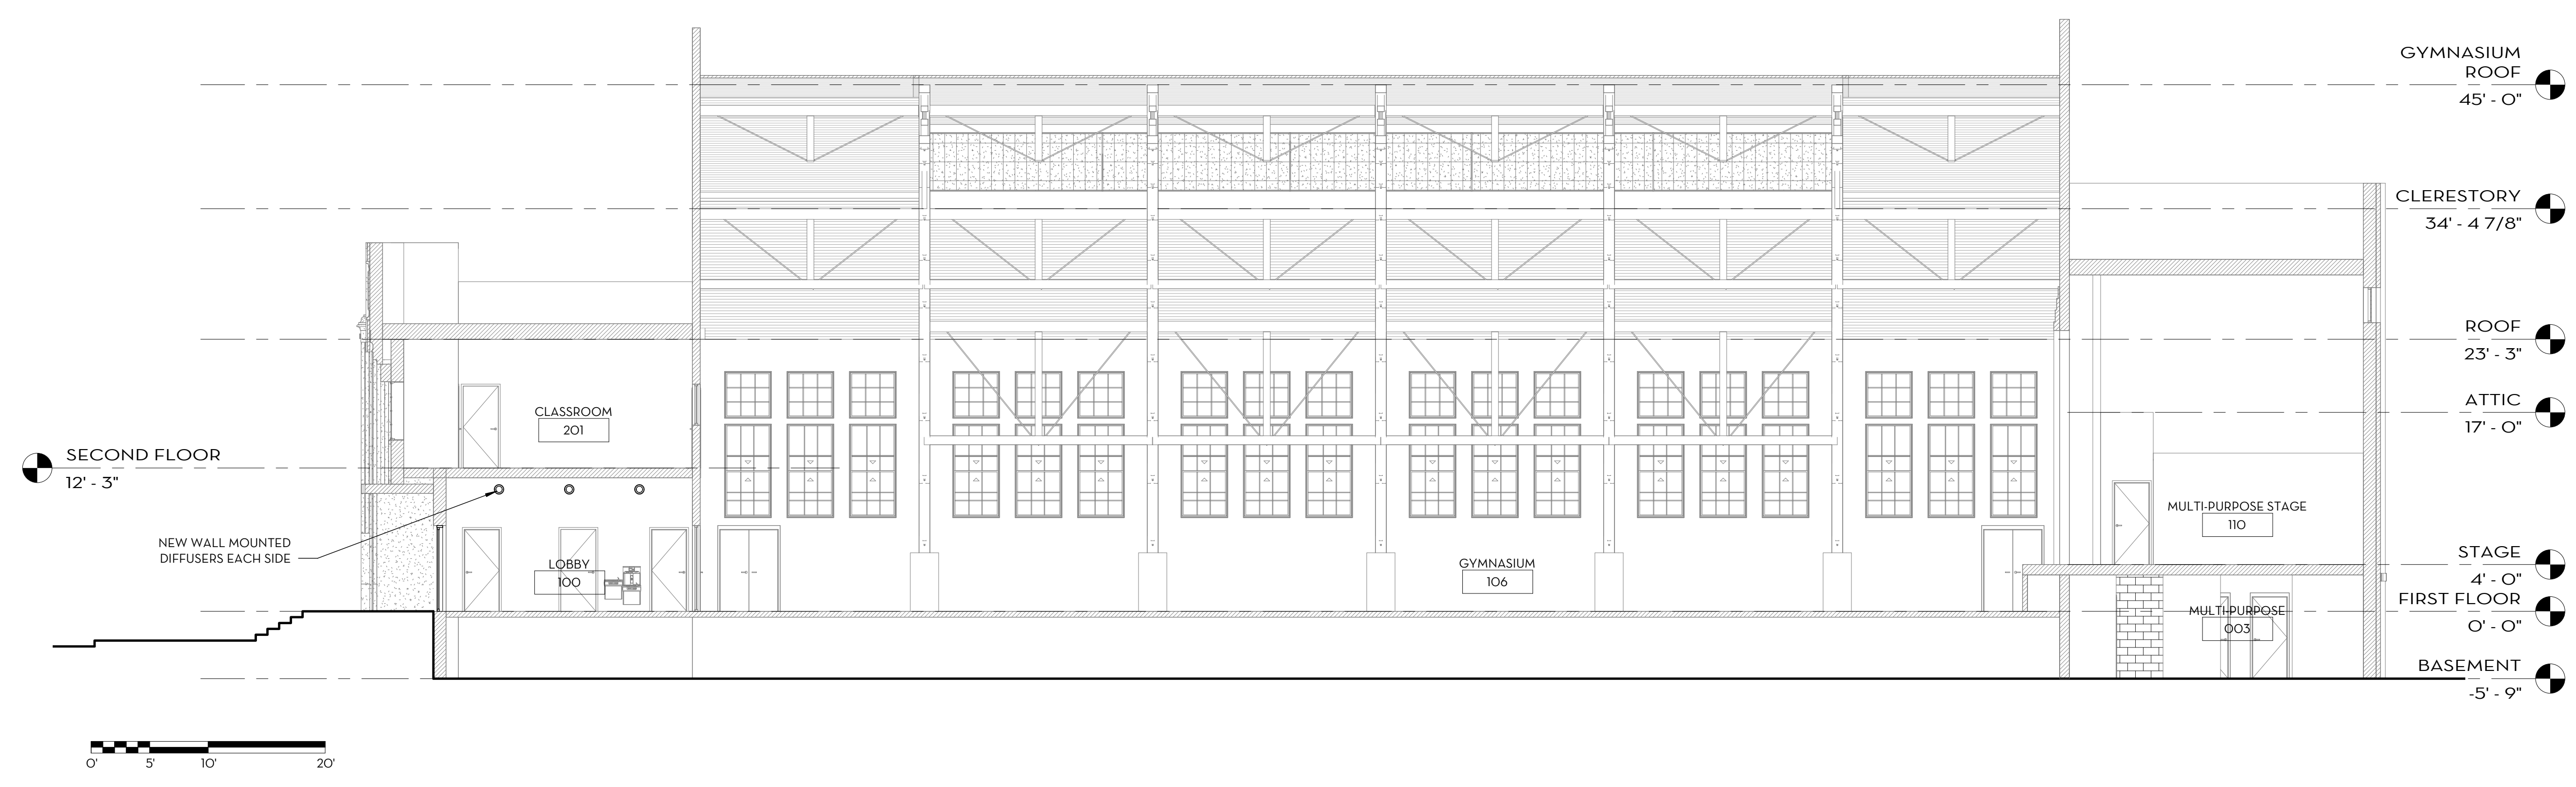 GYMNASIUM
ROOF
45' - 0"
CLERESTORY
34' - 4 7/8"
ROOF
23' - 3"
ATTIC
17' - 0"
CLASSROOM
201
SECOND FLOOR
12' - 3"
MULTI-PURPOSE STAGE
110
NEW WALL MOUNTED
DIFFUSERS EACH SIDE
LOBBY
100
GYMNASIUM
106
STAGE
4' - 0"
FIRST FLOOR
0' - 0"
MULTI-PURPOSE
003
BASEMENT
-5' - 9"
0' 5' 10' 20'